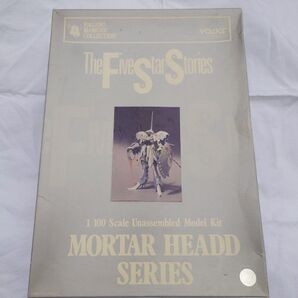 VOLKS
The Five Star Stories
1/100 Scale Unassembled Model Kit
MORTAR HEADD
SERIES